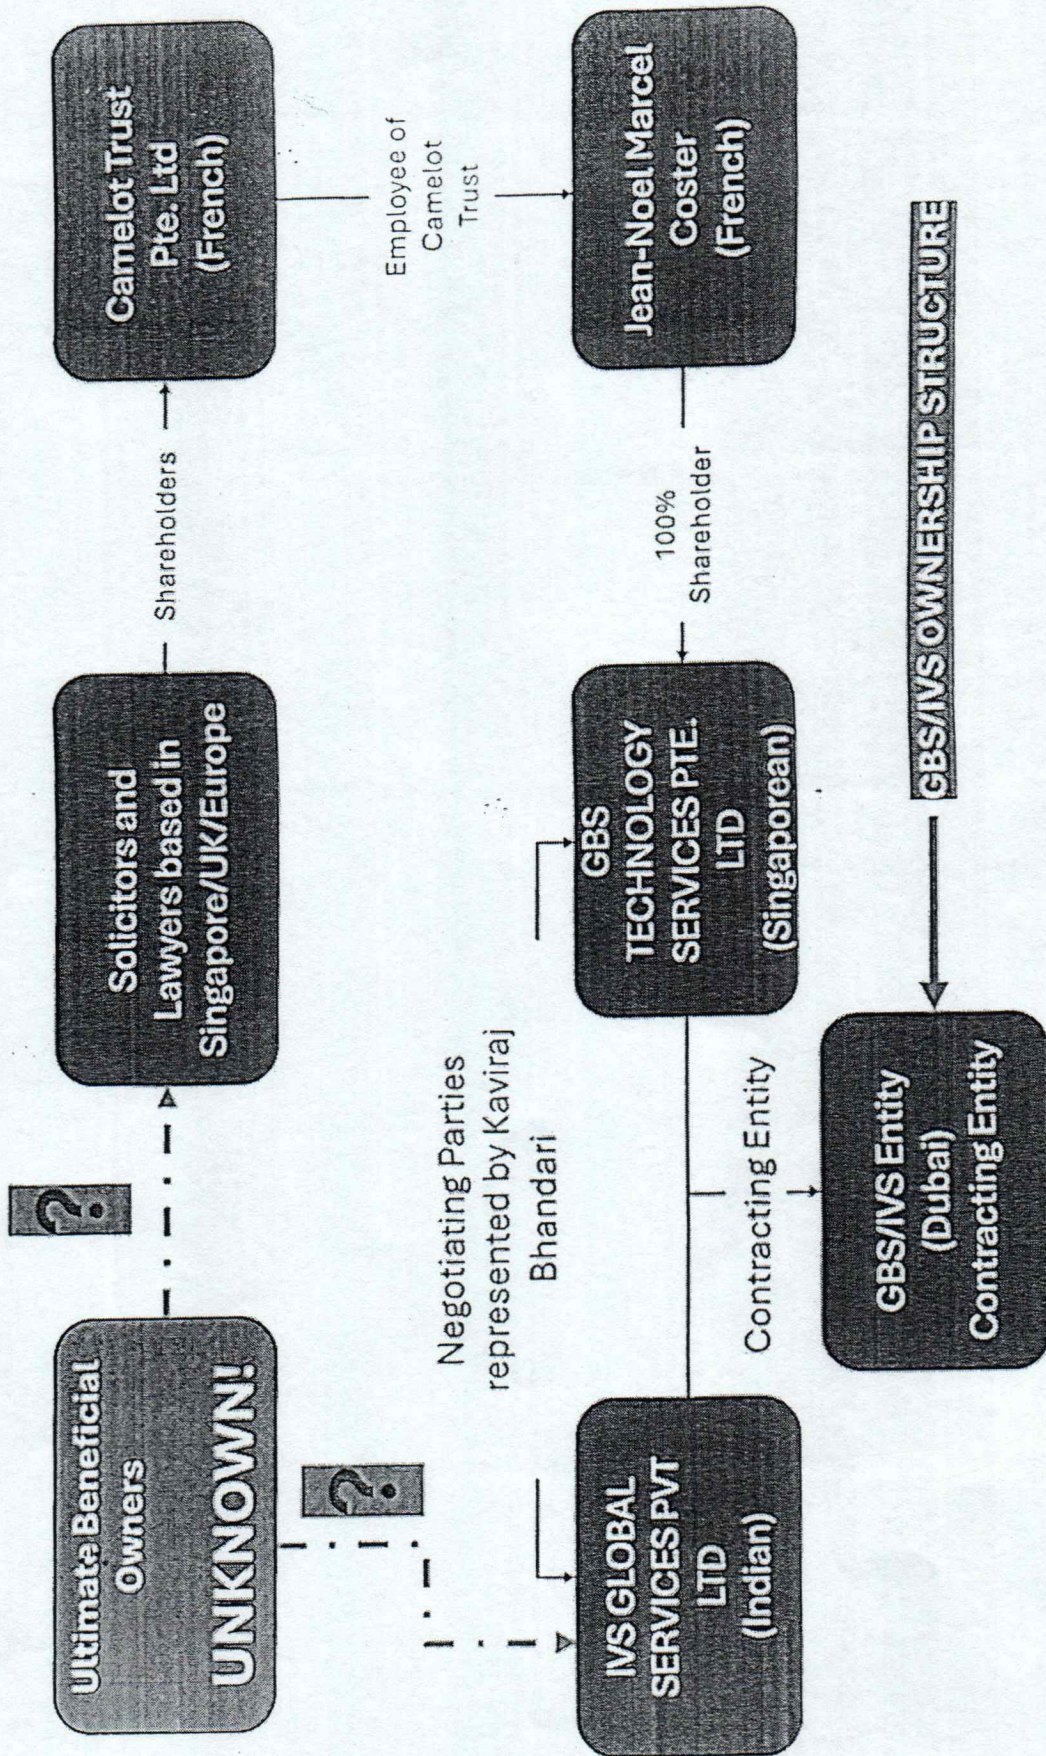 Ultimate Beneficial
Owners
UNKNOWN!
?
Solicitors and
Lawyers based in
Singapore/UK/Europe
Shareholders
Camelot Trust
Pte. Ltd
(French)
?
Negotiating Parties
represented by Kaviraj
Bhandari
Employee of
Camelot
Trust
IVS GLOBAL
SERVICES PVT
LTD
(Indian)
GBS
TECHNOLOGY
SERVICES PTE.
LTD
(Singaporean)
100%
Shareholder
Jean-Noel Marcel
Coster
(French)
Contracting Entity
GBS/IVS Entity
(Dubai)
Contracting Entity
GBS/IVS OWNERSHIP STRUCTURE